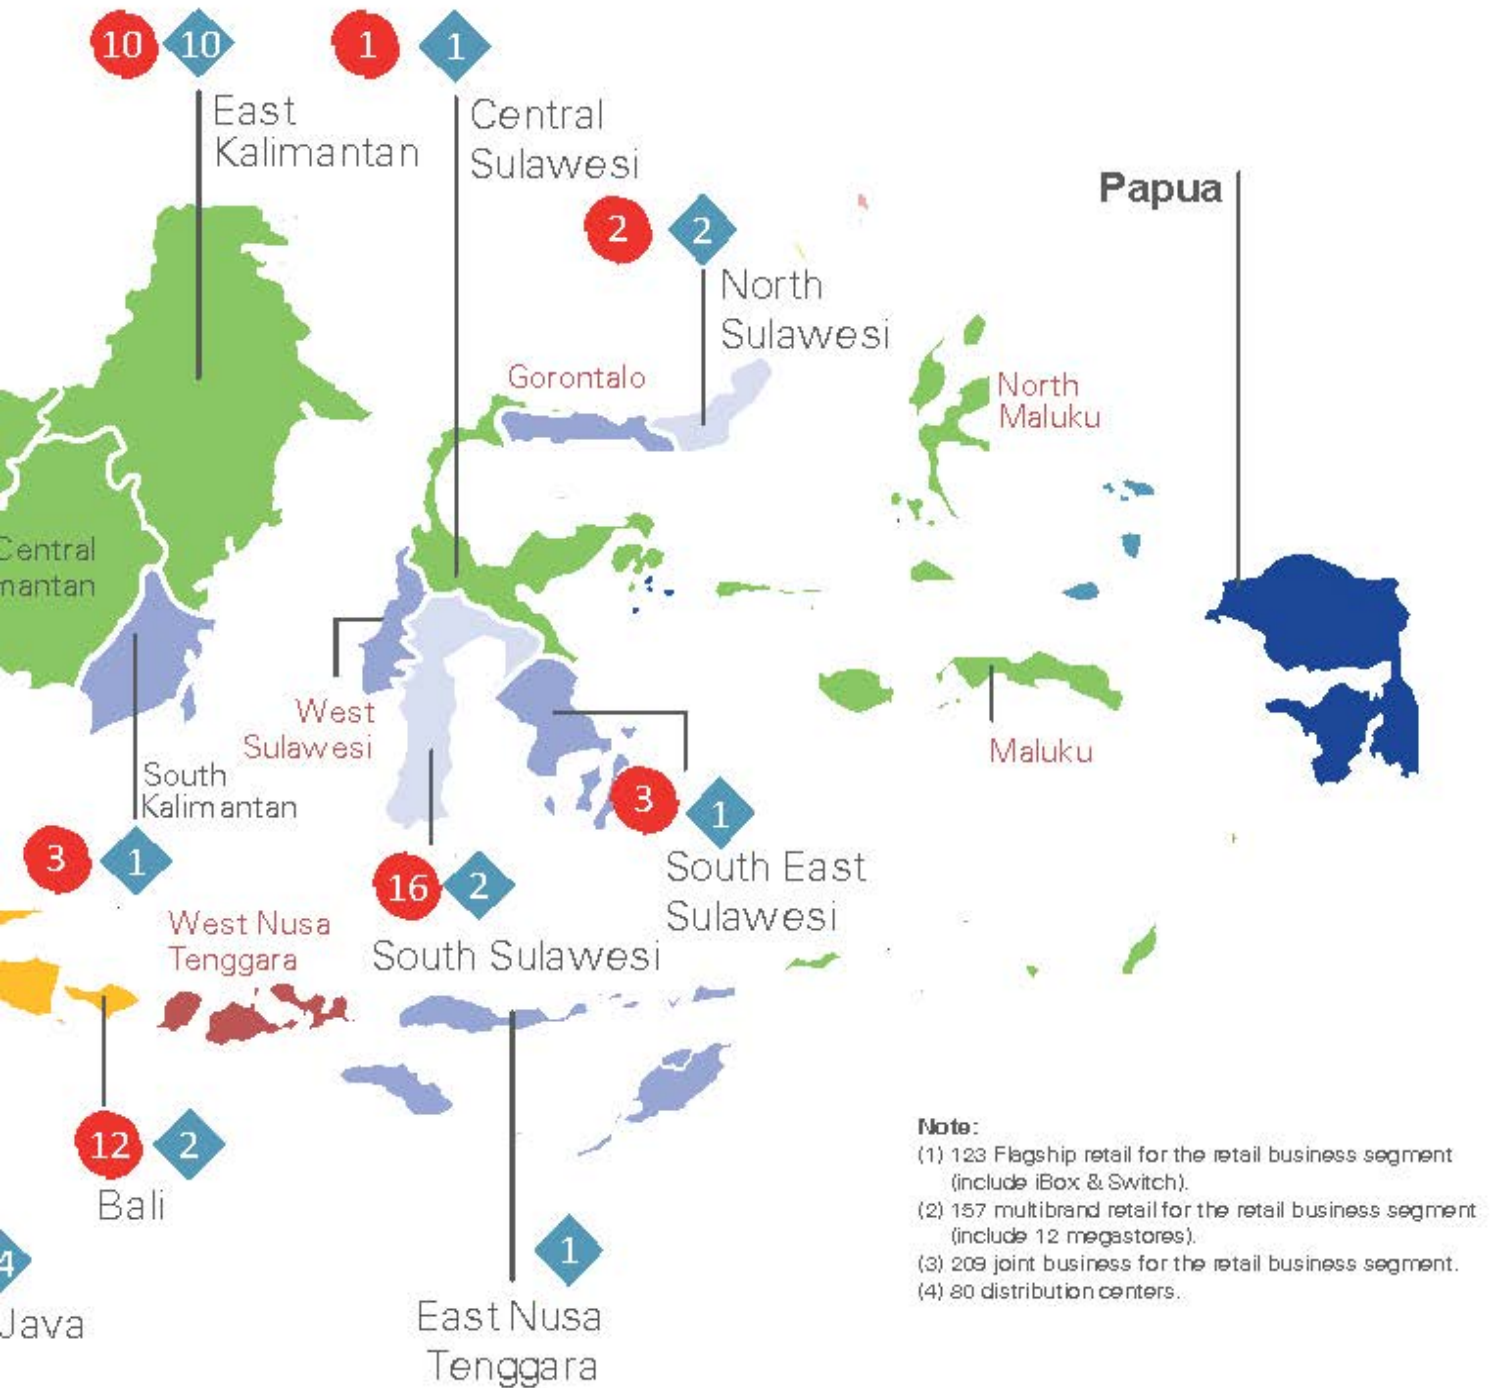 10 10
1 1
East
Kalimantan
Central
Sulawesi
Papua
2 2
North
Sulawesi
Gorontalo
North
Maluku
Central
mantan
West
Sulawesi
Maluku
South
Kalimantan
3 1
3 1
South East
Sulawesi
16 2
South Sulawesi
West Nusa
Tenggara
12 2
Bali
4
Java
1
East Nusa
Tenggara
Note:
(1) 123 Flagship retail for the retail business segment
(include iBox & Switch).
(2) 157 multibrand retail for the retail business segment
(include 12 megastores).
(3) 209 joint business for the retail business segment.
(4) 80 distribution centers.